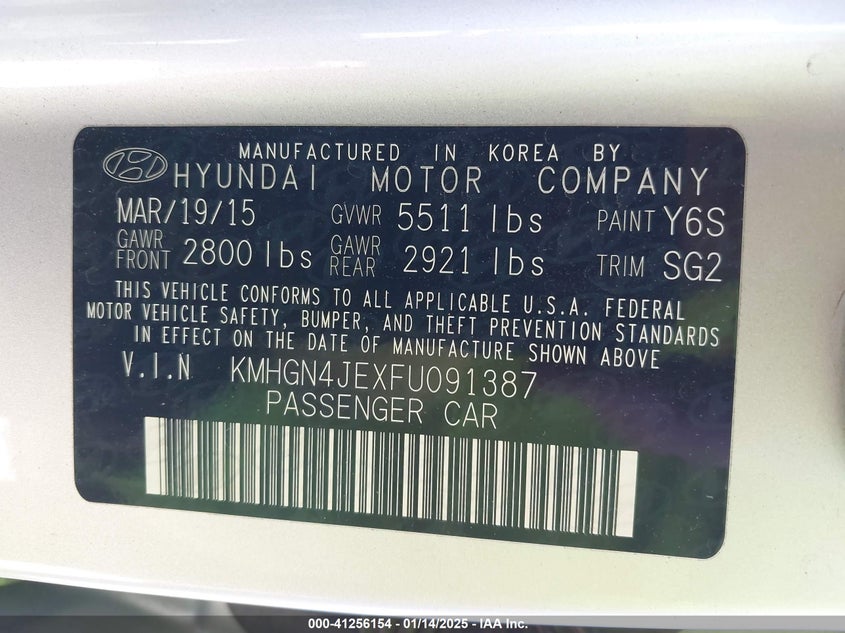 MANUFACTURED IN KOREA BY
HYUNDAI MOTOR COMPANY
MAR/19/15 GVWR 5511 lbs PAINT Y6S
GAWR FRONT 2800 lbs GAWR REAR 2921 lbs TRIM SG2
THIS VEHICLE CONFORMS TO ALL APPLICABLE U.S.A. FEDERAL
MOTOR VEHICLE SAFETY, BUMPER, AND THEFT PREVENTION STANDARDS
IN EFFECT ON THE DATE OF MANUFACTURE SHOWN ABOVE
V.I.N KMHGN4JEXFU091387
PASSENGER CAR
000-41256154 - 01/14/2025 - IAA Inc.